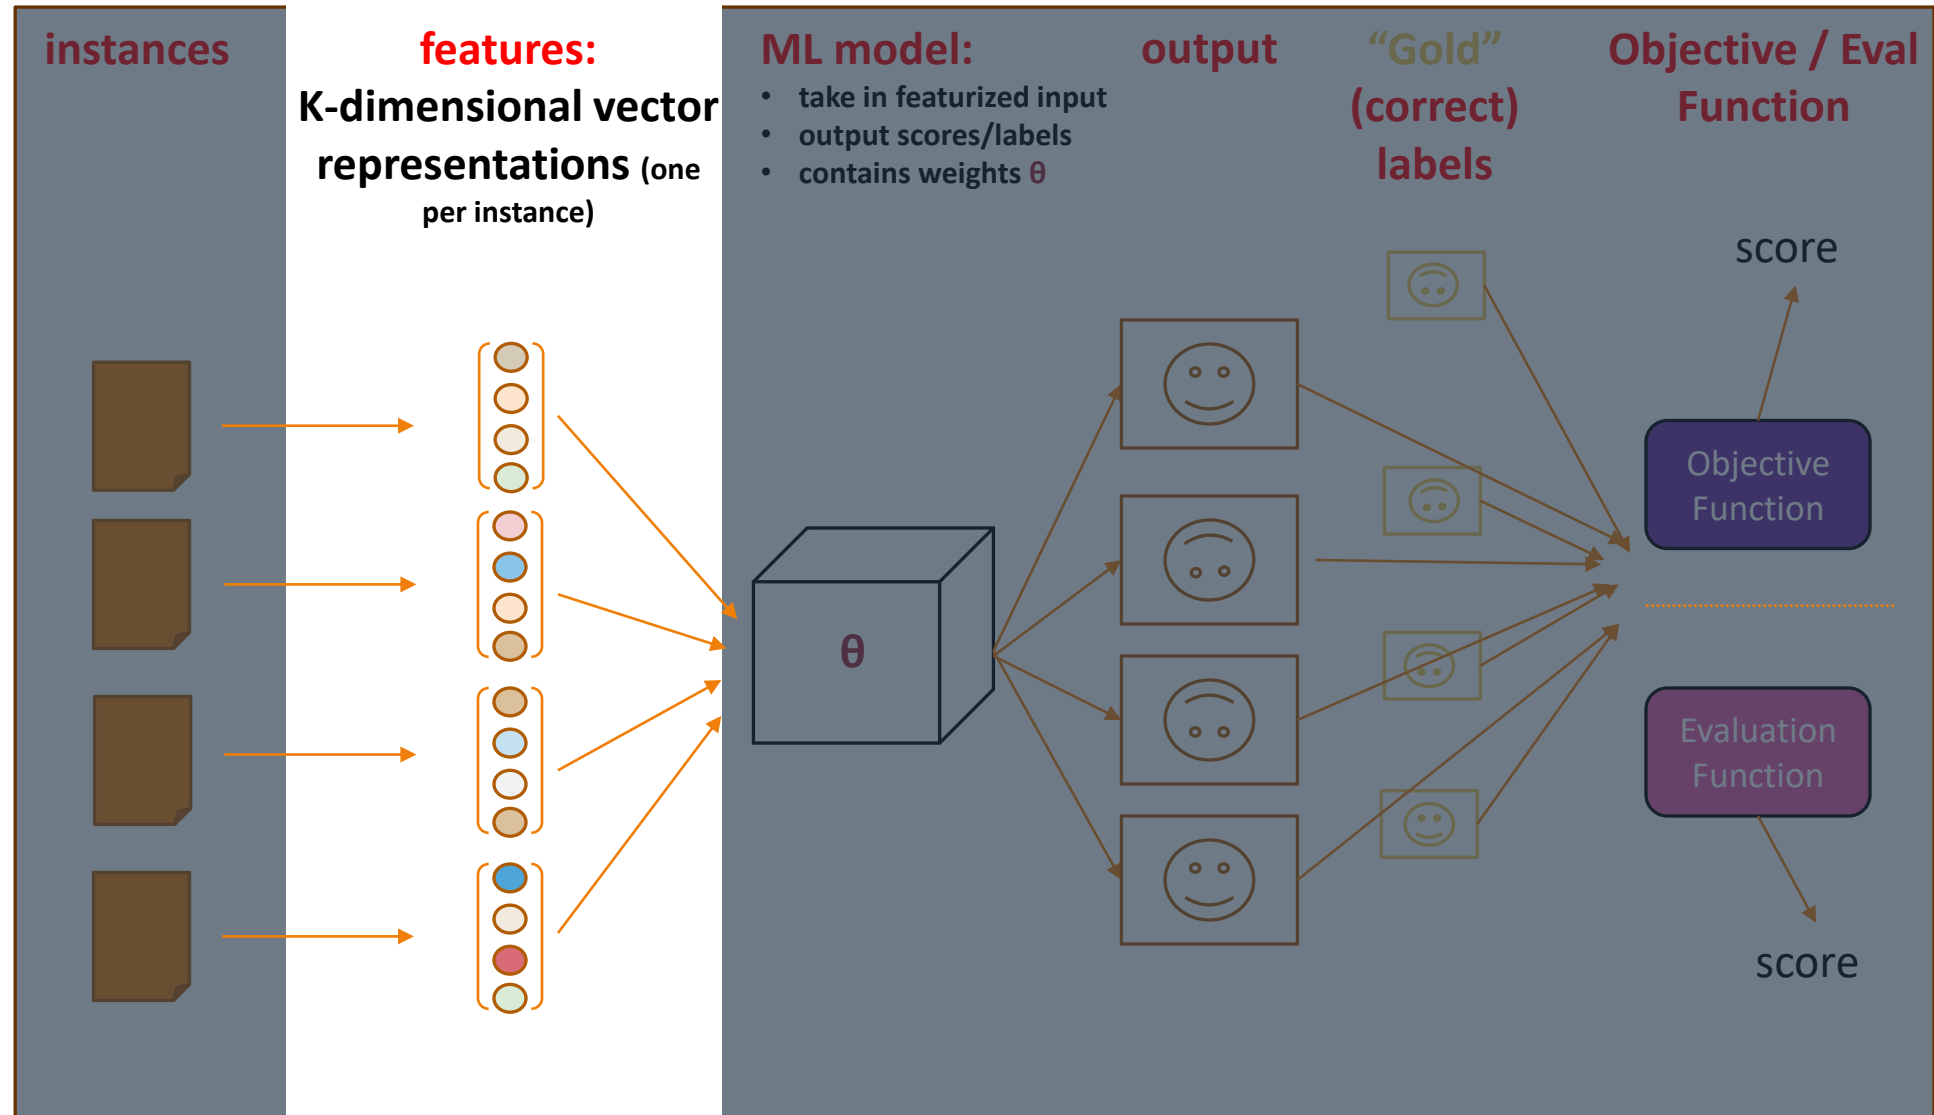 instances
features:
K-dimensional vector
representations (one
per instance)
ML model:
• take in featurized input
• output scores/labels
• contains weights θ
θ
output
“Gold”
(correct)
labels
Objective / Eval
Function
score
Objective
Function
Evaluation
Function
score